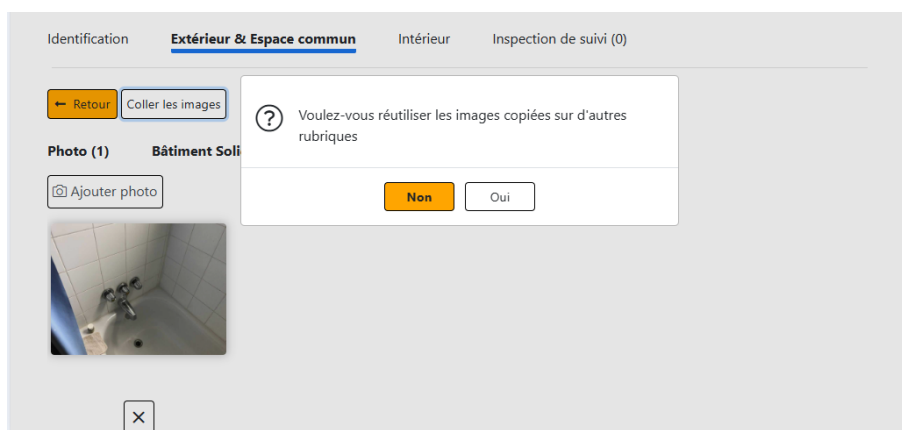 Identification Extérieur & Espace commun Intérieur Inspection de suivi (0)
← Retour Coller les images
Voulez-vous réutiliser les images copiées sur d'autres
rubriques
Photo (1) Bâtiment
Non Oui
Ajouter photo